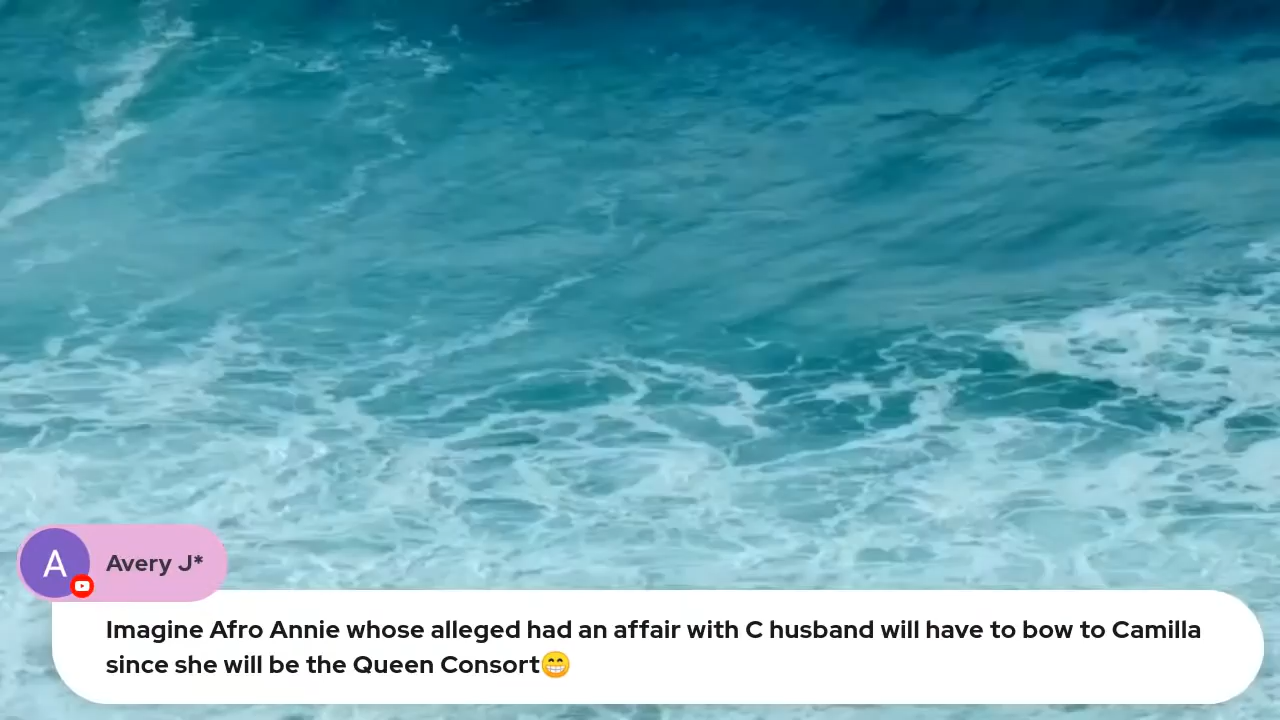 A
Avery J*
Imagine Afro Annie whose alleged had an affair with C husband will have to bow to Camilla
since she will be the Queen Consort😁